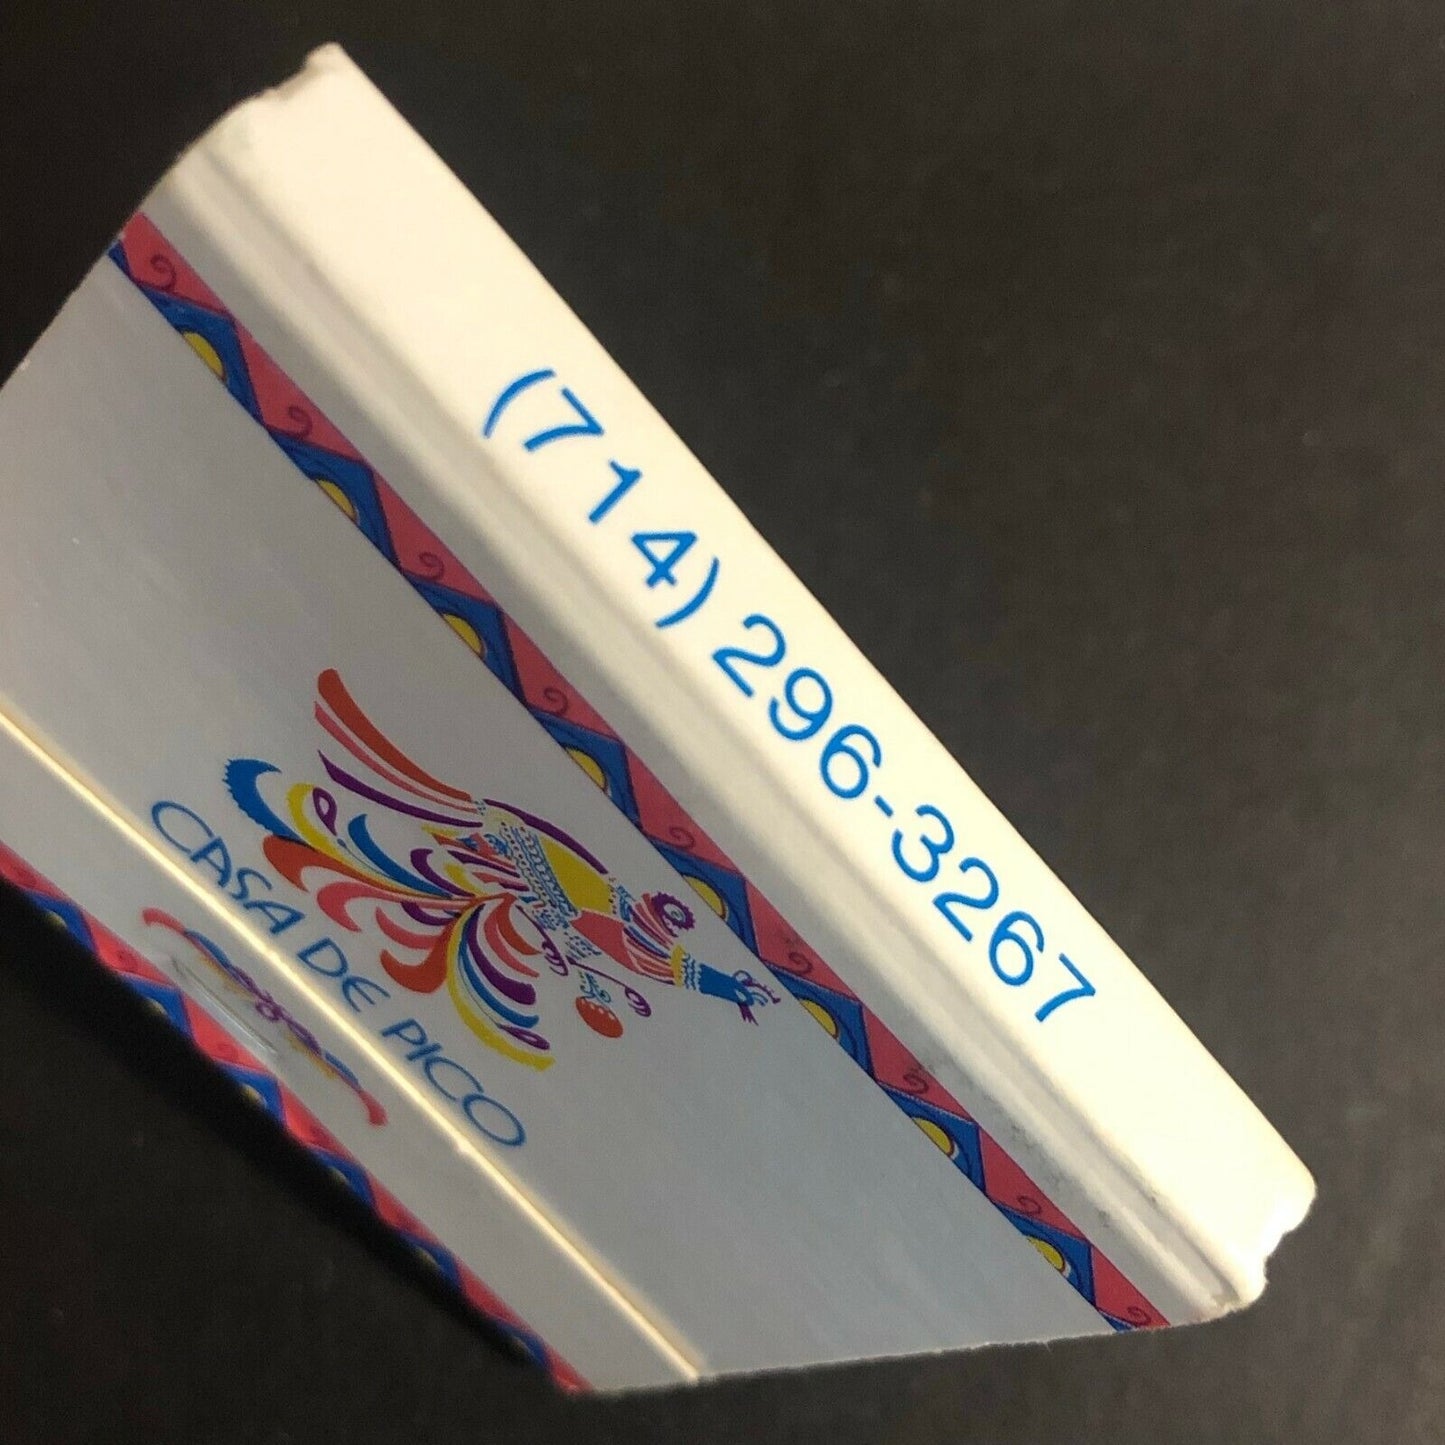 (714) 296-3267
CASA DE PICO